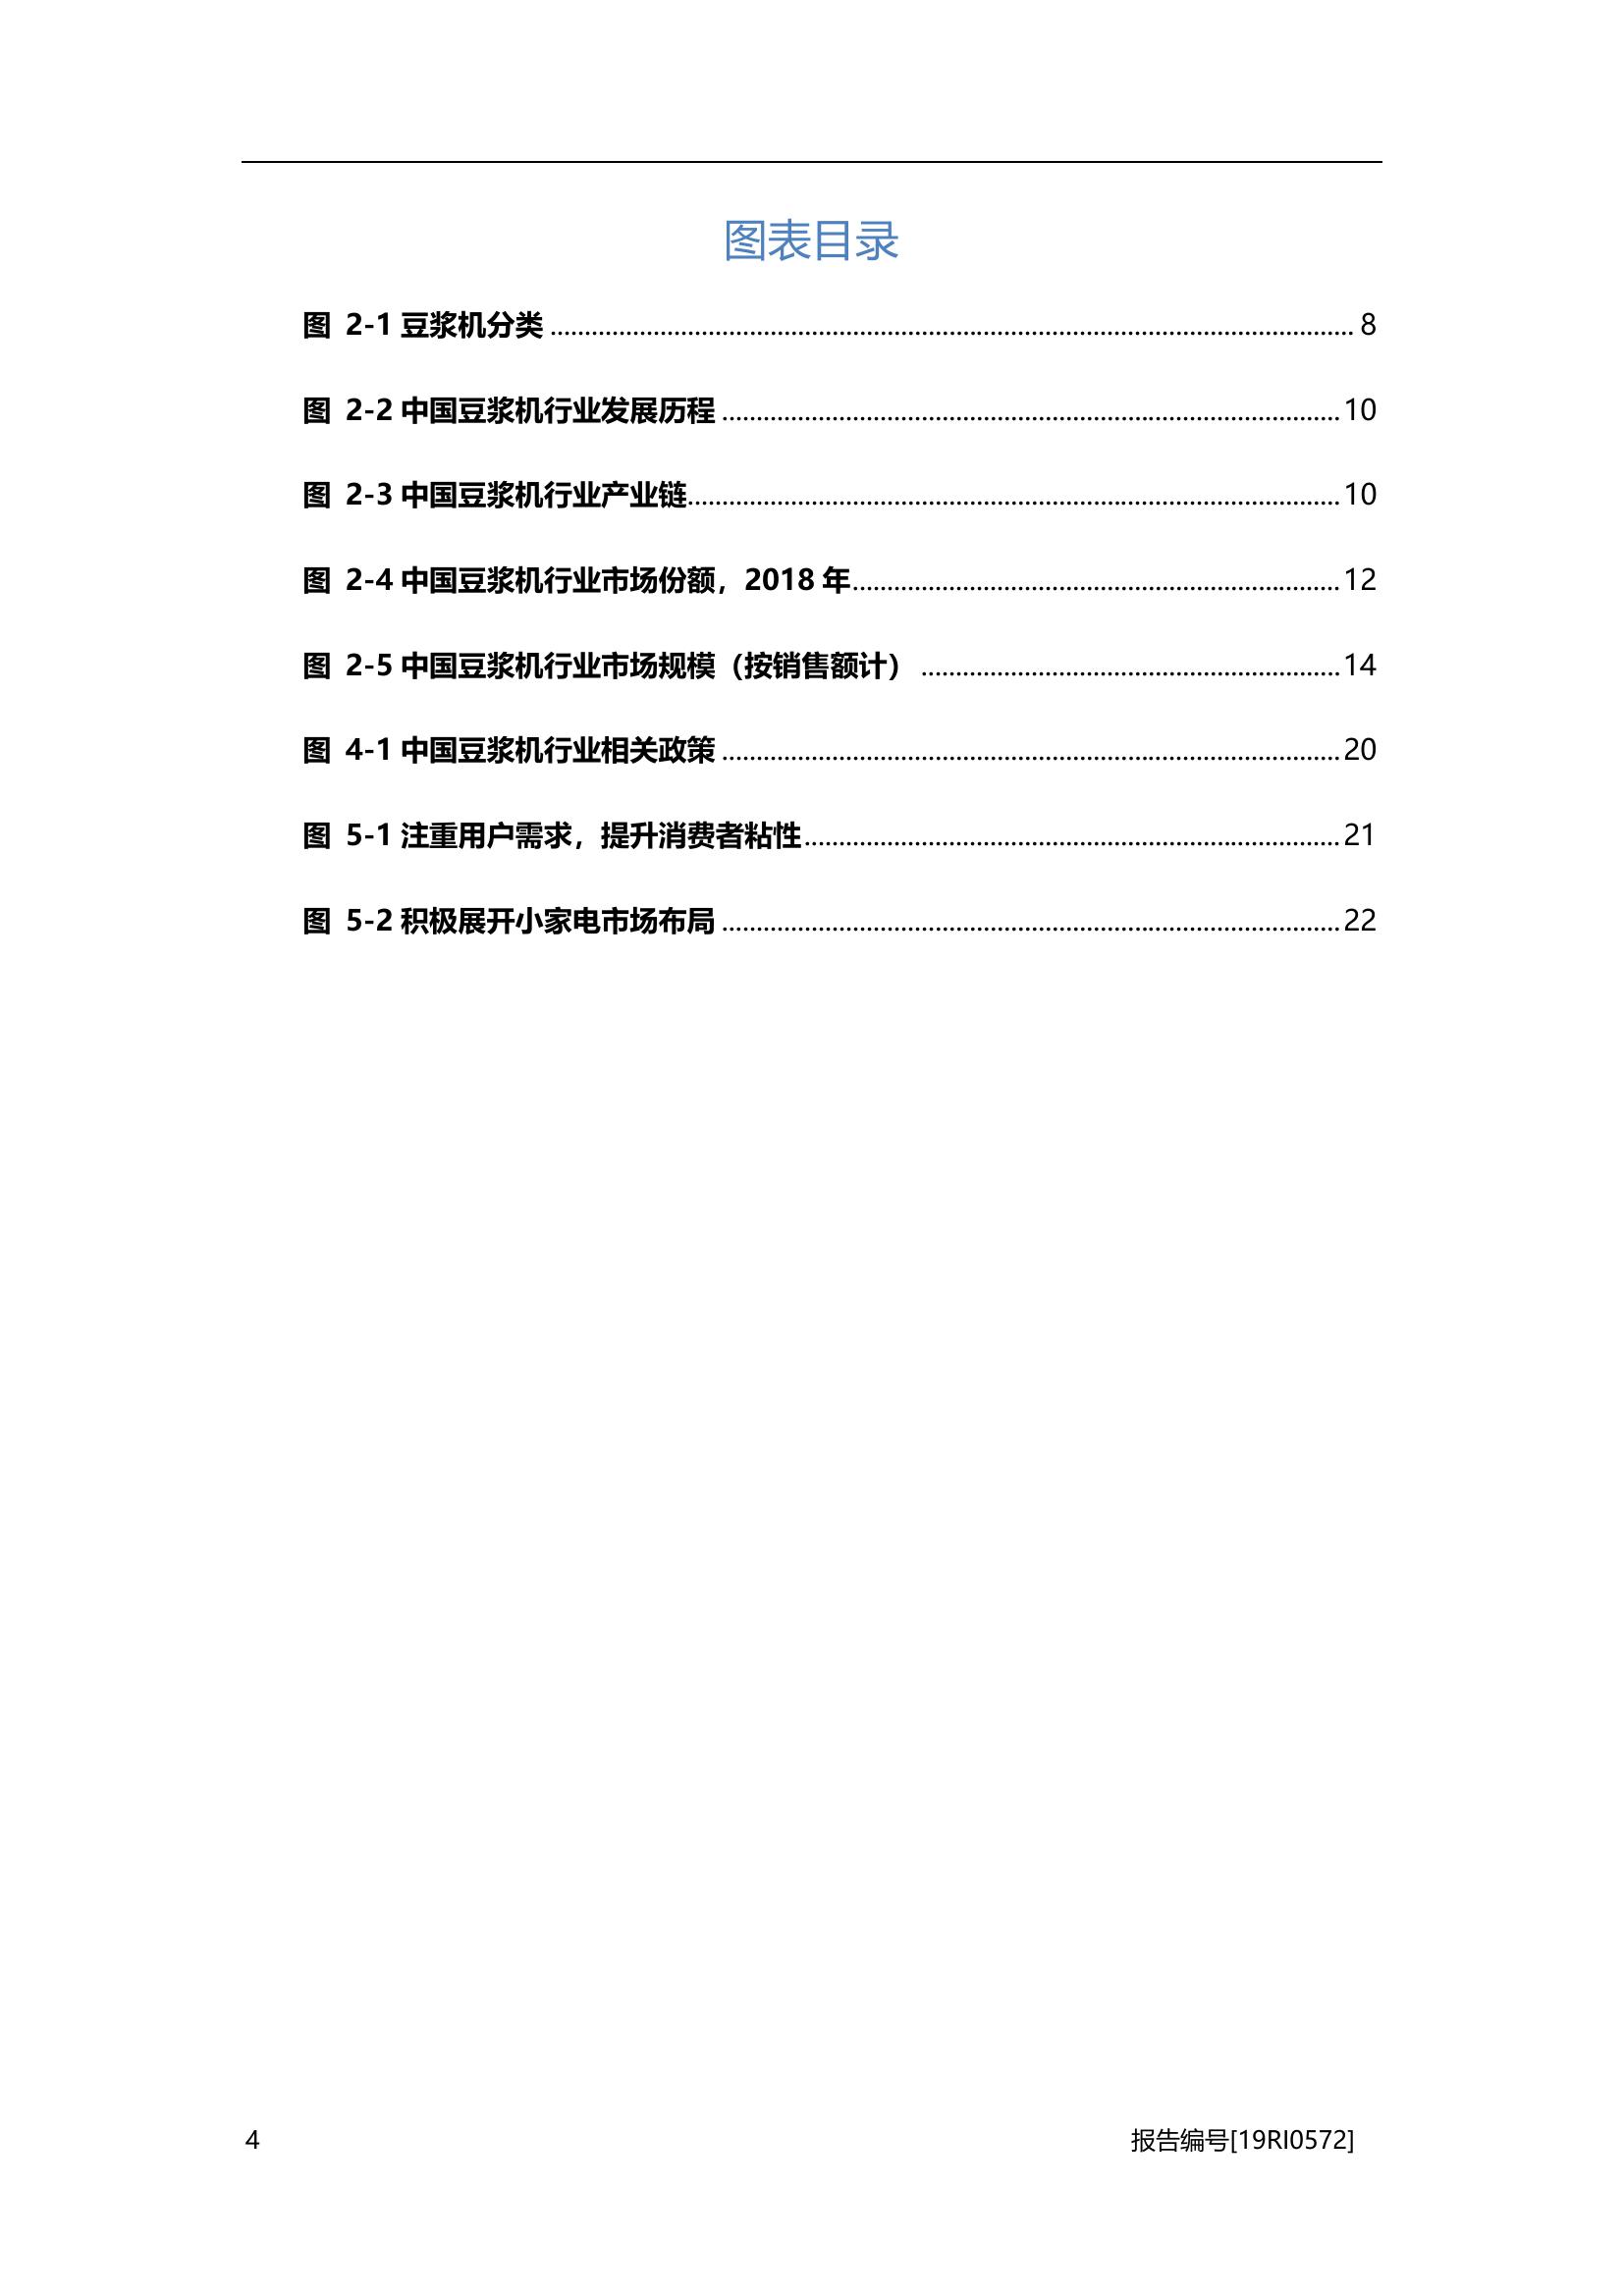 图表目录
图 2-1 豆浆机分类 ........ 8
图 2-2 中国豆浆机行业发展历程 ........ 10
图 2-3 中国豆浆机行业产业链 ........ 10
图 2-4 中国豆浆机行业市场份额，2018 年 ........ 12
图 2-5 中国豆浆机行业市场规模（按销售额计） ........ 14
图 4-1 中国豆浆机行业相关政策 ........ 20
图 5-1 注重用户需求，提升消费者粘性 ........ 21
图 5-2 积极展开小家电市场布局 ........ 22
4 报告编号[19RI0572]